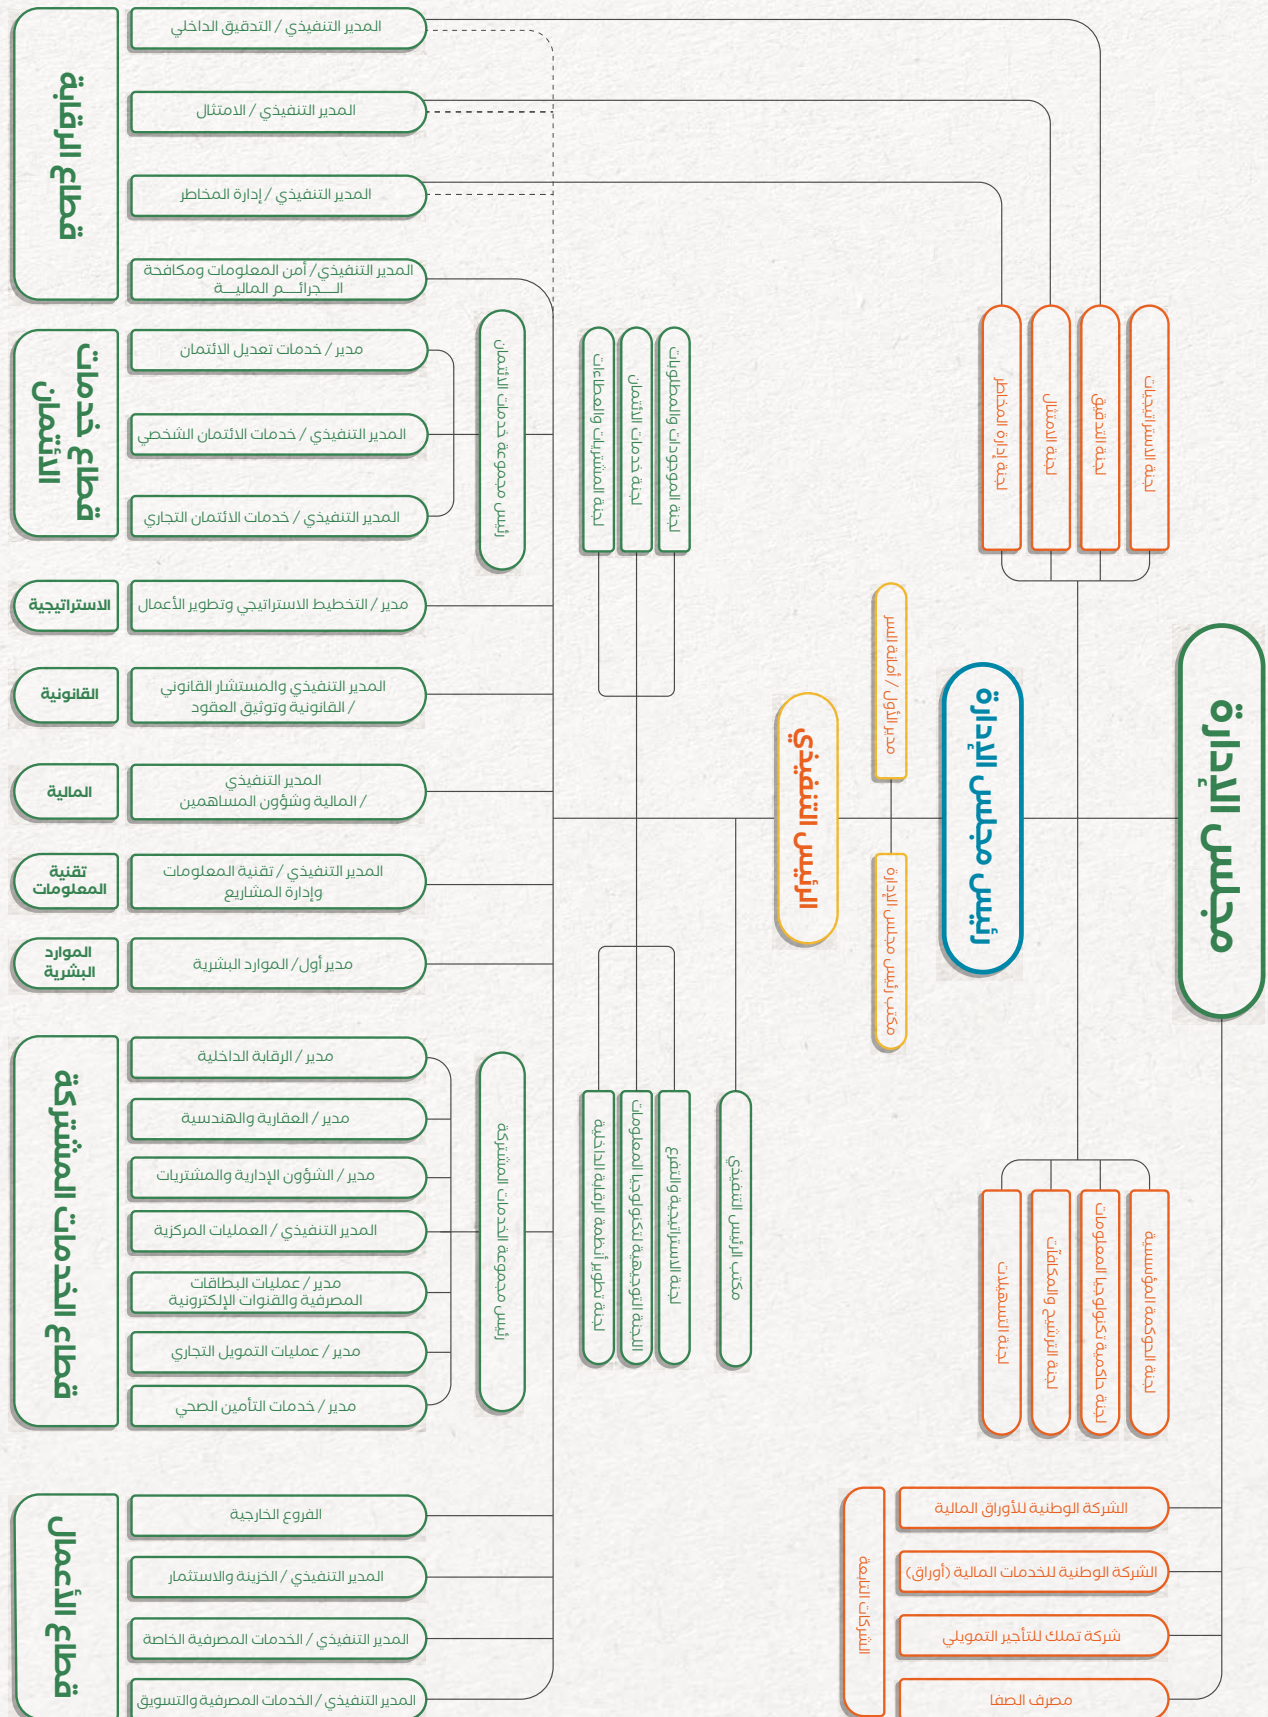 مجلس الإدارة
رئيس مجلس الإدارة
مدير الأول / أمانة السر
مكتب رئيس مجلس الإدارة
الرئيس التنفيذي
مكتب الرئيس التنفيذي
لجنة الاستراتيجيات
لجنة التدقيق
لجنة الامتثال
لجنة إدارة المخاطر
لجنة الحوكمة المؤسسية
لجنة حاكمية تكنولوجيا المعلومات
لجنة الترشيح والمكافآت
لجنة التسهيلات
الشركات التابعة
الشركة الوطنية للأوراق المالية
الشركة الوطنية للخدمات المالية (أوراق)
شركة تملك للتأجير التمويلي
مصرف الصفا
لجنة الموجودات والمطلوبات
لجنة خدمات الائتمان
لجنة المشتريات والعطاءات
لجنة الاستراتيجية والتفرع
اللجنة التوجيهية لتكنولوجيا المعلومات
لجنة تطوير أنظمة الرقابة الداخلية
قطاع الرقابة
المدير التنفيذي / التدقيق الداخلي
المدير التنفيذي / الامتثال
المدير التنفيذي / إدارة المخاطر
المدير التنفيذي/ أمن المعلومات ومكافحة
الـــجرائـــم الماليـــة
قطاع خدمات
الائتمان
رئيس مجموعة خدمات الائتمان
مدير / خدمات تعديل الائتمان
المدير التنفيذي / خدمات الائتمان الشخصي
المدير التنفيذي / خدمات الائتمان التجاري
الاستراتيجية
مدير / التخطيط الاستراتيجي وتطوير الأعمال
القانونية
المدير التنفيذي والمستشار القانوني
/ القانونية وتوثيق العقود
المالية
المدير التنفيذي
/ المالية وشؤون المساهمين
تقنية
المعلومات
المدير التنفيذي / تقنية المعلومات
وإدارة المشاريع
الموارد
البشرية
مدير أول/ الموارد البشرية
قطاع الخدمات المشتركة
رئيس مجموعة الخدمات المشتركة
مدير / الرقابة الداخلية
مدير / العقارية والهندسية
مدير / الشؤون الإدارية والمشتريات
المدير التنفيذي / العمليات المركزية
مدير / عمليات البطاقات
المصرفية والقنوات الإلكترونية
مدير / عمليات التمويل التجاري
مدير / خدمات التأمين الصحي
قطاع الأعمال
الفروع الخارجية
المدير التنفيذي / الخزينة والاستثمار
المدير التنفيذي / الخدمات المصرفية الخاصة
المدير التنفيذي / الخدمات المصرفية والتسويق